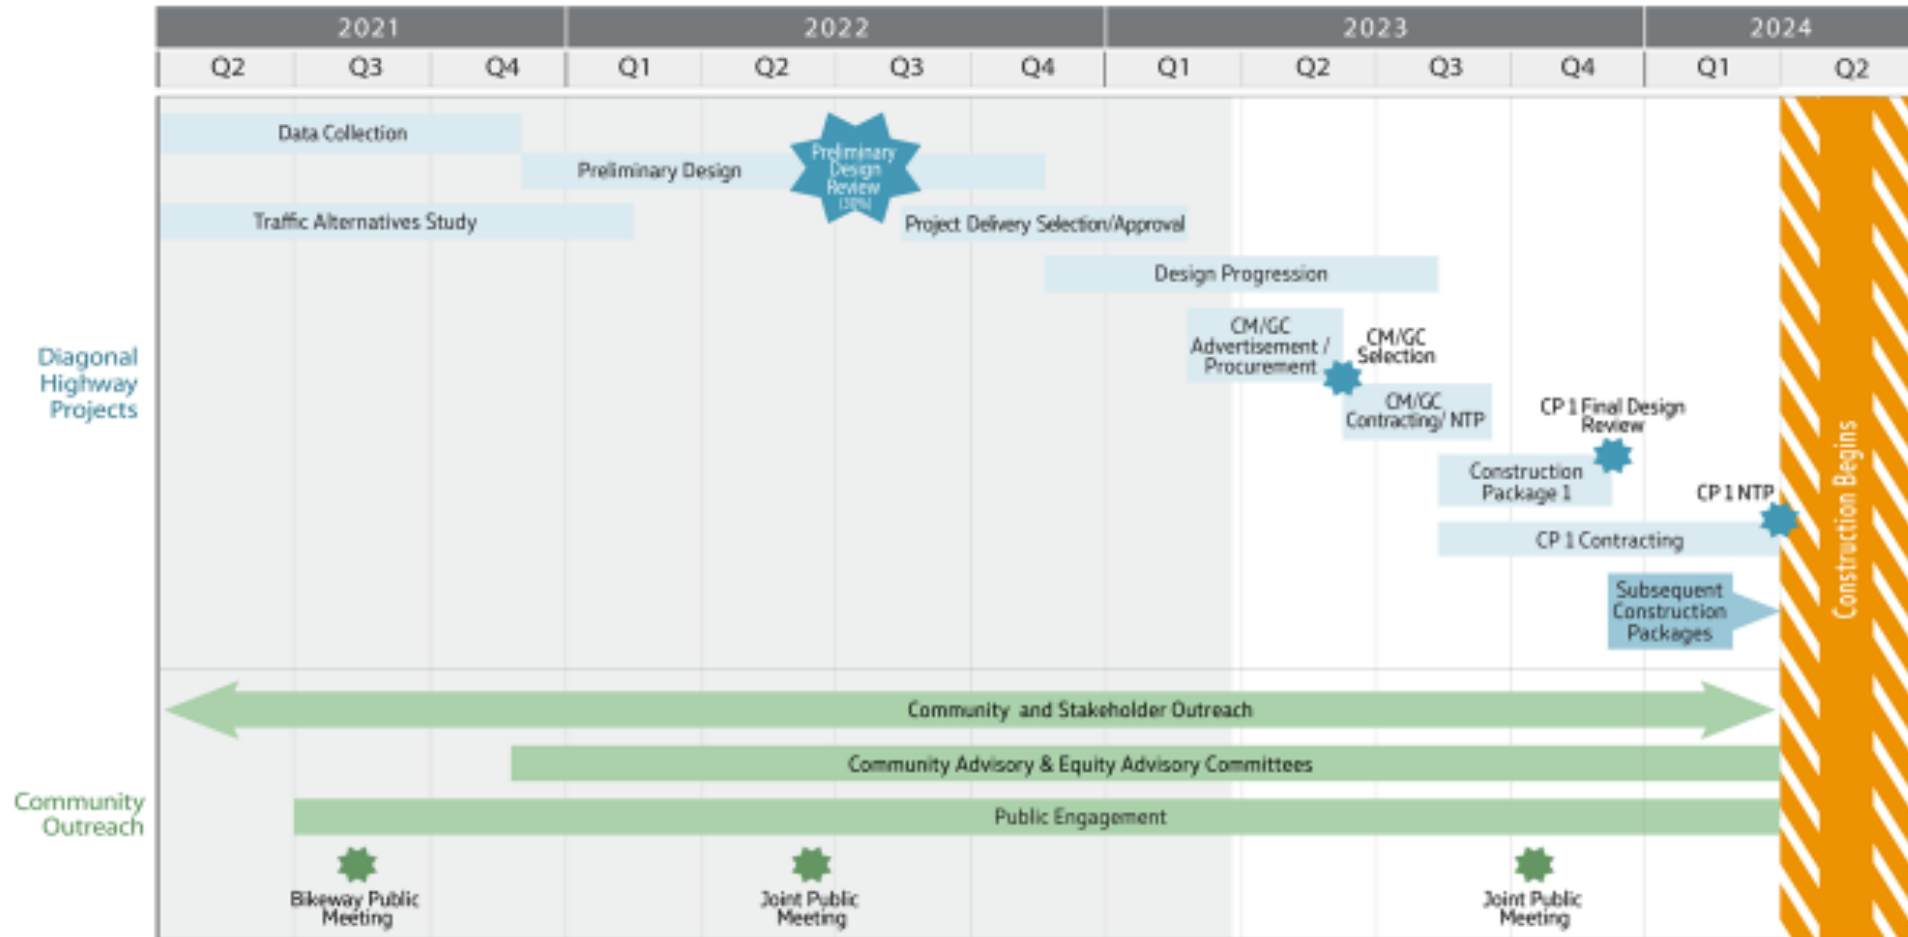 2021 2022 2023 2024
Q2 Q3 Q4 Q1 Q2 Q3 Q4 Q1 Q2 Q3 Q4 Q1 Q2
Data Collection
Preliminary Design
Preliminary
Design
Review
(30%)
Traffic Alternatives Study
Project Delivery Selection/Approval
Design Progression
CM/GC
Advertisement /
Procurement
CM/GC
Selection
CM/GC
Contracting/ NTP
Diagonal
Highway
Projects
CP 1 Final Design
Review
Construction
Package 1
CP 1 NTP
CP 1 Contracting
Subsequent
Construction
Packages
Construction Begins
Community and Stakeholder Outreach
Community Advisory & Equity Advisory Committees
Public Engagement
Community
Outreach
Bikeway Public
Meeting
Joint Public
Meeting
Joint Public
Meeting